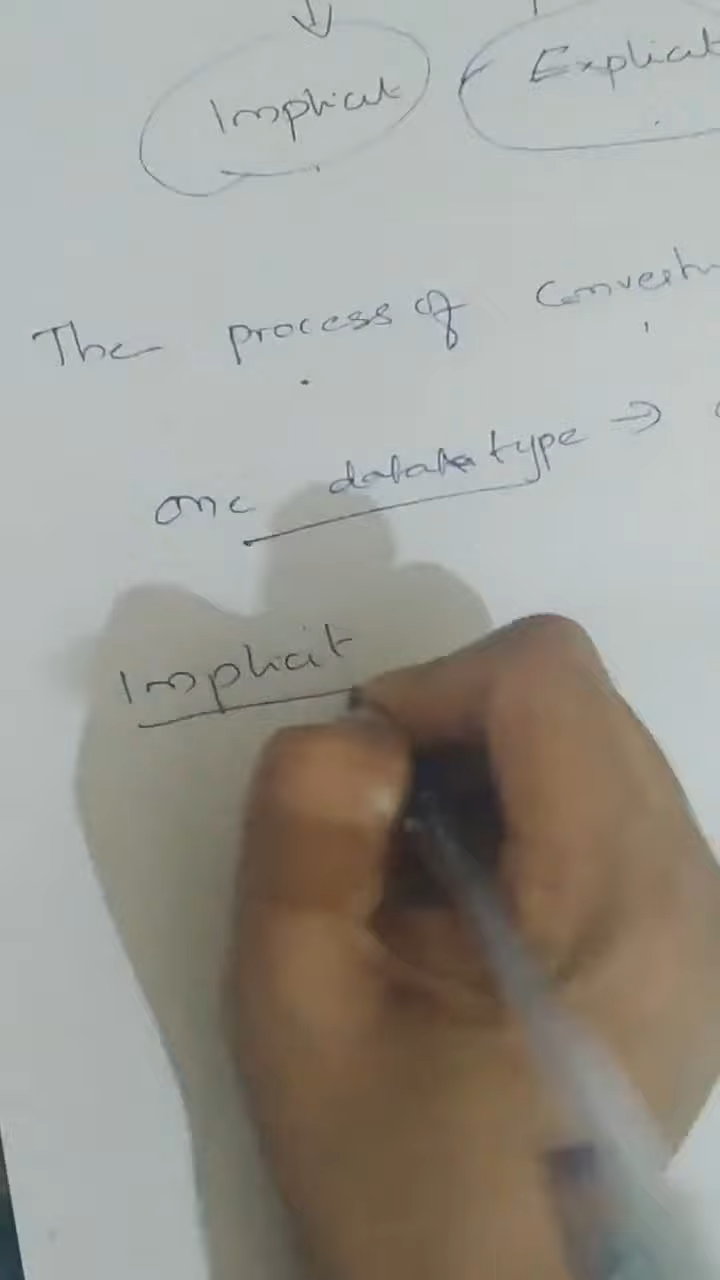 Implicit Explicit
The process of
one datatype →
Implicit